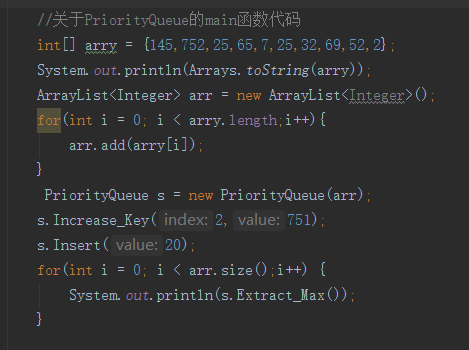 //关于PriorityQueue的main函数代码
int[] arry = {145,752,25,65,7,25,32,69,52,2};
System.out.println(Arrays.toString(arry));
ArrayList<Integer> arr = new ArrayList<Integer>();
for(int i = 0; i < arry.length;i++){
arr.add(arry[i]);
}
PriorityQueue s = new PriorityQueue(arr);
s.Increase_Key( index: 2, value: 751);
s.Insert( value: 20);
for(int i = 0; i < arr.size();i++) {
System.out.println(s.Extract_Max());
}